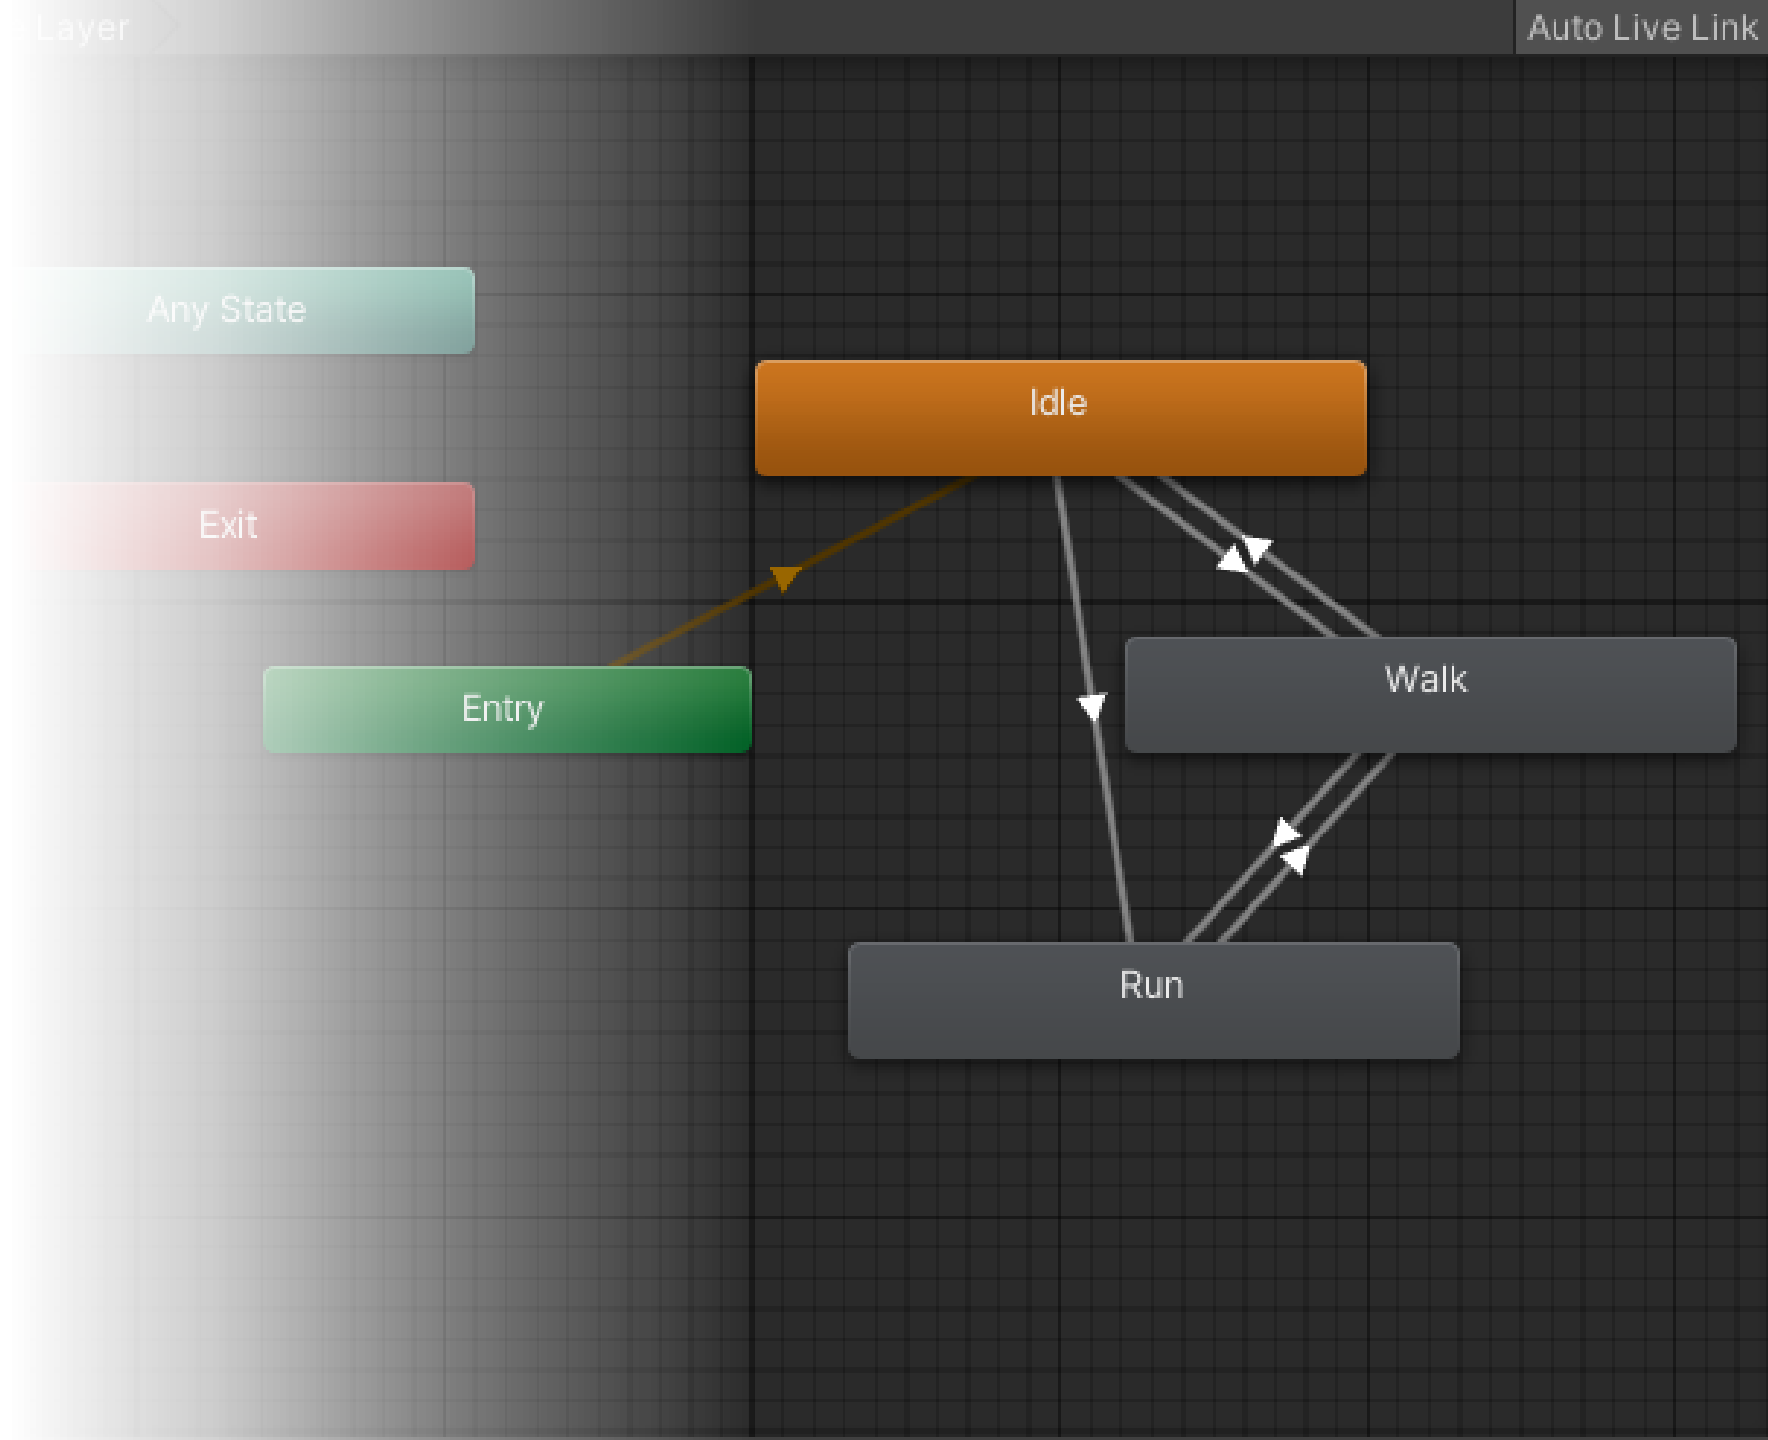 Layer
Auto Live Link
Any State
Idle
Exit
Walk
Entry
Run